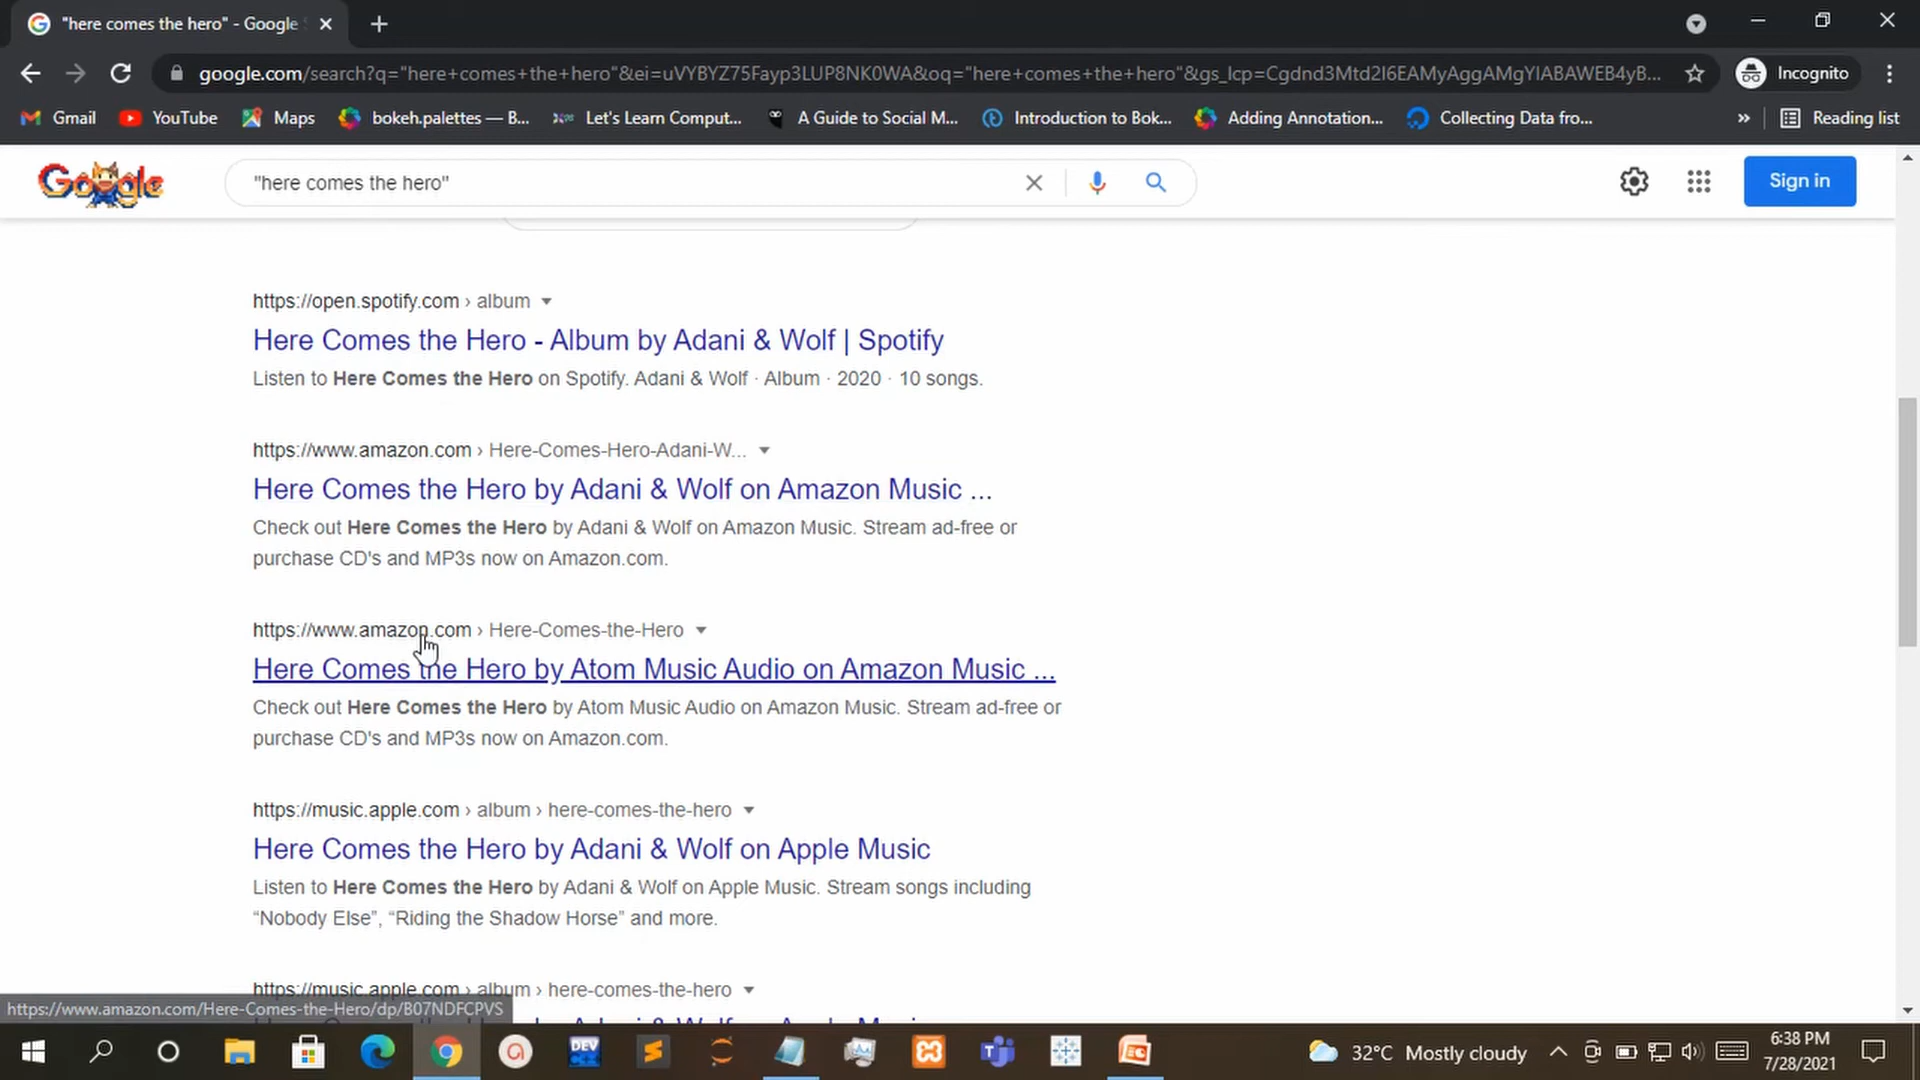 "here comes the hero" - Google
google.com/search?q="here+comes+the+hero"&ei=uVYBYZ75Fayp3LUP8NK0WA&oq="here+comes+the+hero"&gs_lcp=Cgdnd3Mtd2l6EAMyAggAMgYIABAWEB4yB...
Incognito
Gmail YouTube Maps bokeh.palettes — B... Let's Learn Comput... A Guide to Social M... Introduction to Bok... Adding Annotation... Collecting Data fro... » Reading list
Google "here comes the hero" Sign in
https://open.spotify.com › album
Here Comes the Hero - Album by Adani & Wolf | Spotify
Listen to Here Comes the Hero on Spotify. Adani & Wolf · Album · 2020 · 10 songs.
https://www.amazon.com › Here-Comes-Hero-Adani-W...
Here Comes the Hero by Adani & Wolf on Amazon Music ...
Check out Here Comes the Hero by Adani & Wolf on Amazon Music. Stream ad-free or
purchase CD's and MP3s now on Amazon.com.
https://www.amazon.com › Here-Comes-the-Hero
Here Comes the Hero by Atom Music Audio on Amazon Music ...
Check out Here Comes the Hero by Atom Music Audio on Amazon Music. Stream ad-free or
purchase CD's and MP3s now on Amazon.com.
https://music.apple.com › album › here-comes-the-hero
Here Comes the Hero by Adani & Wolf on Apple Music
Listen to Here Comes the Hero by Adani & Wolf on Apple Music. Stream songs including
“Nobody Else”, “Riding the Shadow Horse” and more.
https://music.apple.com › album › here-comes-the-hero
https://www.amazon.com/Here-Comes-the-Hero/dp/B07NDFCPVS
DEV
32°C Mostly cloudy
6:38 PM
7/28/2021